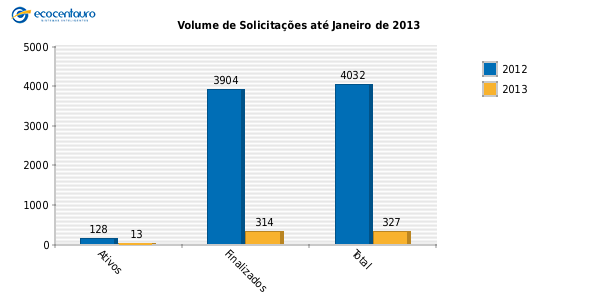 ecocentauro
Volume de Solicitações até Janeiro de 2013
5000
4000
3000
2000
1000
0
128
13
3904
314
4032
327
Ativos
Finalizados
Total
2012
2013